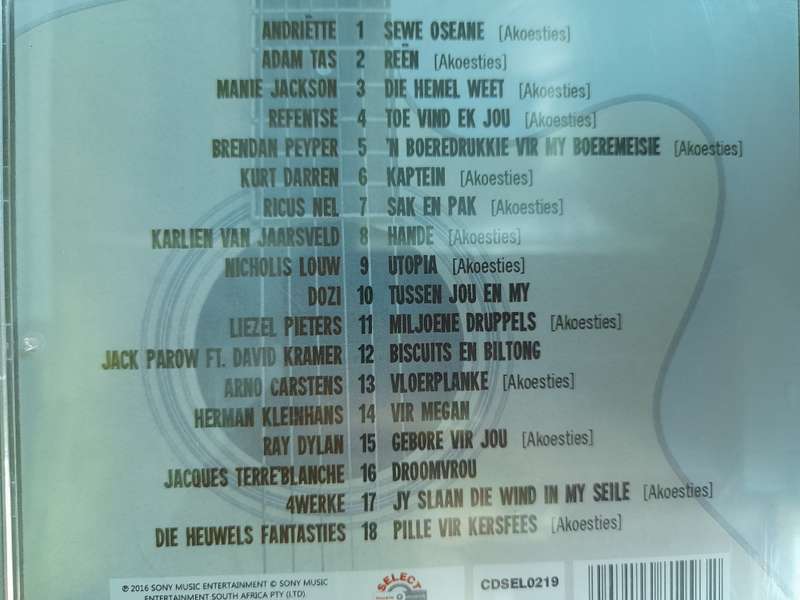 ANDRIËTTE 1 SEWE OSEANE [Akoesties]
ADAM TAS 2 REËN [Akoesties]
MANIE JACKSON 3 DIE HEMEL WEET [Akoesties]
REFENTSE 4 TOE VIND EK JOU [Akoesties]
BRENDAN PEYPER 5 'N BOEREDRUKKIE VIR MY BOEREMEISIE [Akoesties]
KURT DARREN 6 KAPTEIN [Akoesties]
RICUS NEL 7 SAK EN PAK [Akoesties]
KARLIEN VAN JAARSVELD 8 HANDE [Akoesties]
NICHOLIS LOUW 9 UTOPIA [Akoesties]
DOZI 10 TUSSEN JOU EN MY
LIEZEL PIETERS 11 MILJOENE DRUPPELS [Akoesties]
JACK PAROW FT. DAVID KRAMER 12 BISCUITS EN BILTONG
ARNO CARSTENS 13 VLOERPLANKE [Akoesties]
HERMAN KLEINHANS 14 VIR MEGAN
RAY DYLAN 15 GEBORE VIR JOU [Akoesties]
JACQUES TERRE'BLANCHE 16 DROOMVROU
4WERKE 17 JY SLAAN DIE WIND IN MY SEILE [Akoesties]
DIE HEUWELS FANTASTIES 18 PILLE VIR KERSFEES [Akoesties]
℗ 2016 SONY MUSIC ENTERTAINMENT © SONY MUSIC
ENTERTAINMENT SOUTH AFRICA PTY (LTD)
SELECT
CDSEL0219